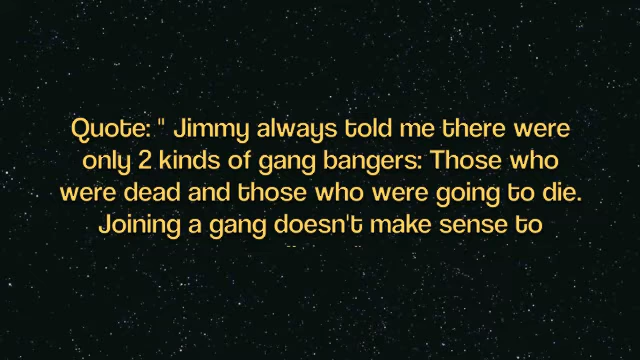 Quote: " Jimmy always told me there were
only 2 kinds of gang bangers: Those who
were dead and those who were going to die.
Joining a gang doesn't make sense to